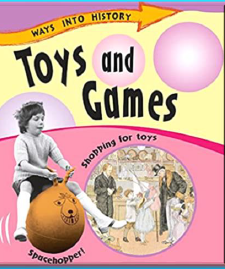 WAYS INTO HISTORY
Toys and
Games
Shopping for toys
Spacehopper!